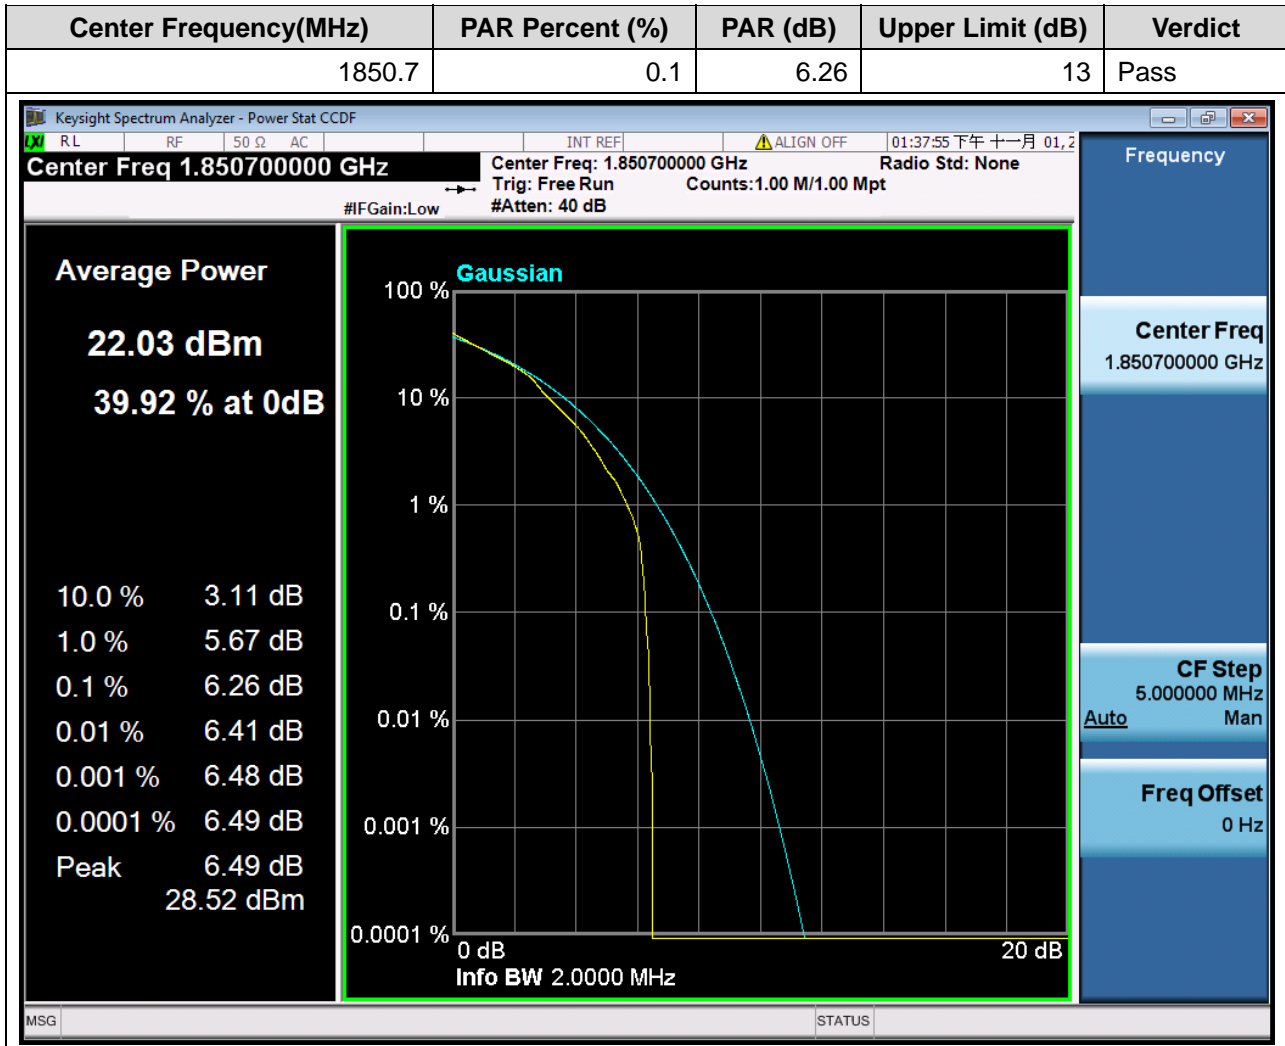 Center Frequency(MHz) PAR Percent (%) PAR (dB) Upper Limit (dB) Verdict
1850.7 0.1 6.26 13 Pass
Keysight Spectrum Analyzer - Power Stat CCDF
LXI RL RF 50 Ω AC INT REF ALIGN OFF 01:37:55 下午 十一月 01, 2
Center Freq 1.850700000 GHz
Center Freq: 1.850700000 GHz Radio Std: None
Trig: Free Run Counts:1.00 M/1.00 Mpt
#IFGain:Low #Atten: 40 dB
Average Power
22.03 dBm
39.92 % at 0dB
10.0 % 3.11 dB
1.0 % 5.67 dB
0.1 % 6.26 dB
0.01 % 6.41 dB
0.001 % 6.48 dB
0.0001 % 6.49 dB
Peak 6.49 dB
28.52 dBm
Gaussian
100 %
10 %
1 %
0.1 %
0.01 %
0.001 %
0.0001 %
0 dB 20 dB
Info BW 2.0000 MHz
Frequency
Center Freq
1.850700000 GHz
CF Step
5.000000 MHz
Auto Man
Freq Offset
0 Hz
MSG STATUS